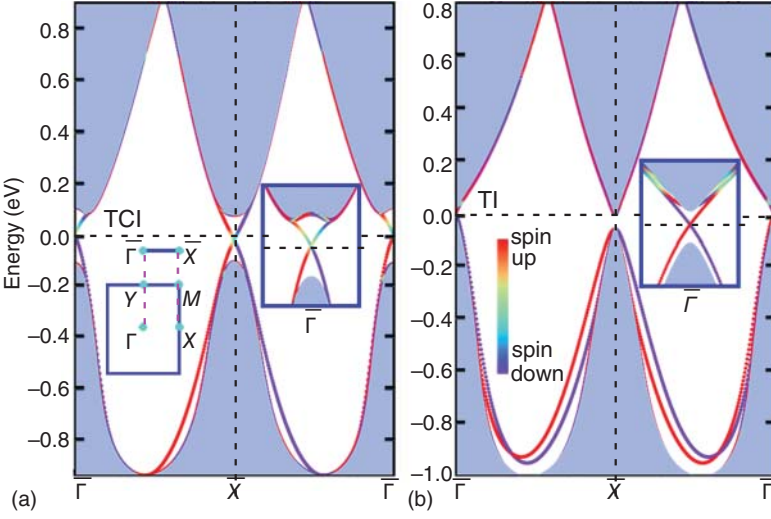 Energy (eV)
0.8
0.6
0.4
0.2
0.0
−0.2
−0.4
−0.6
−0.8
TCI
Γ̅ X̅
Y M
Γ X
Γ̅
Γ̅ X̅ Γ̅
(a)
0.8
0.6
0.4
0.2
0.0
−0.2
−0.4
−0.6
−0.8
−1.0
TI
spin
up
spin
down
Γ̅
Γ̅ X̅ Γ̅
(b)